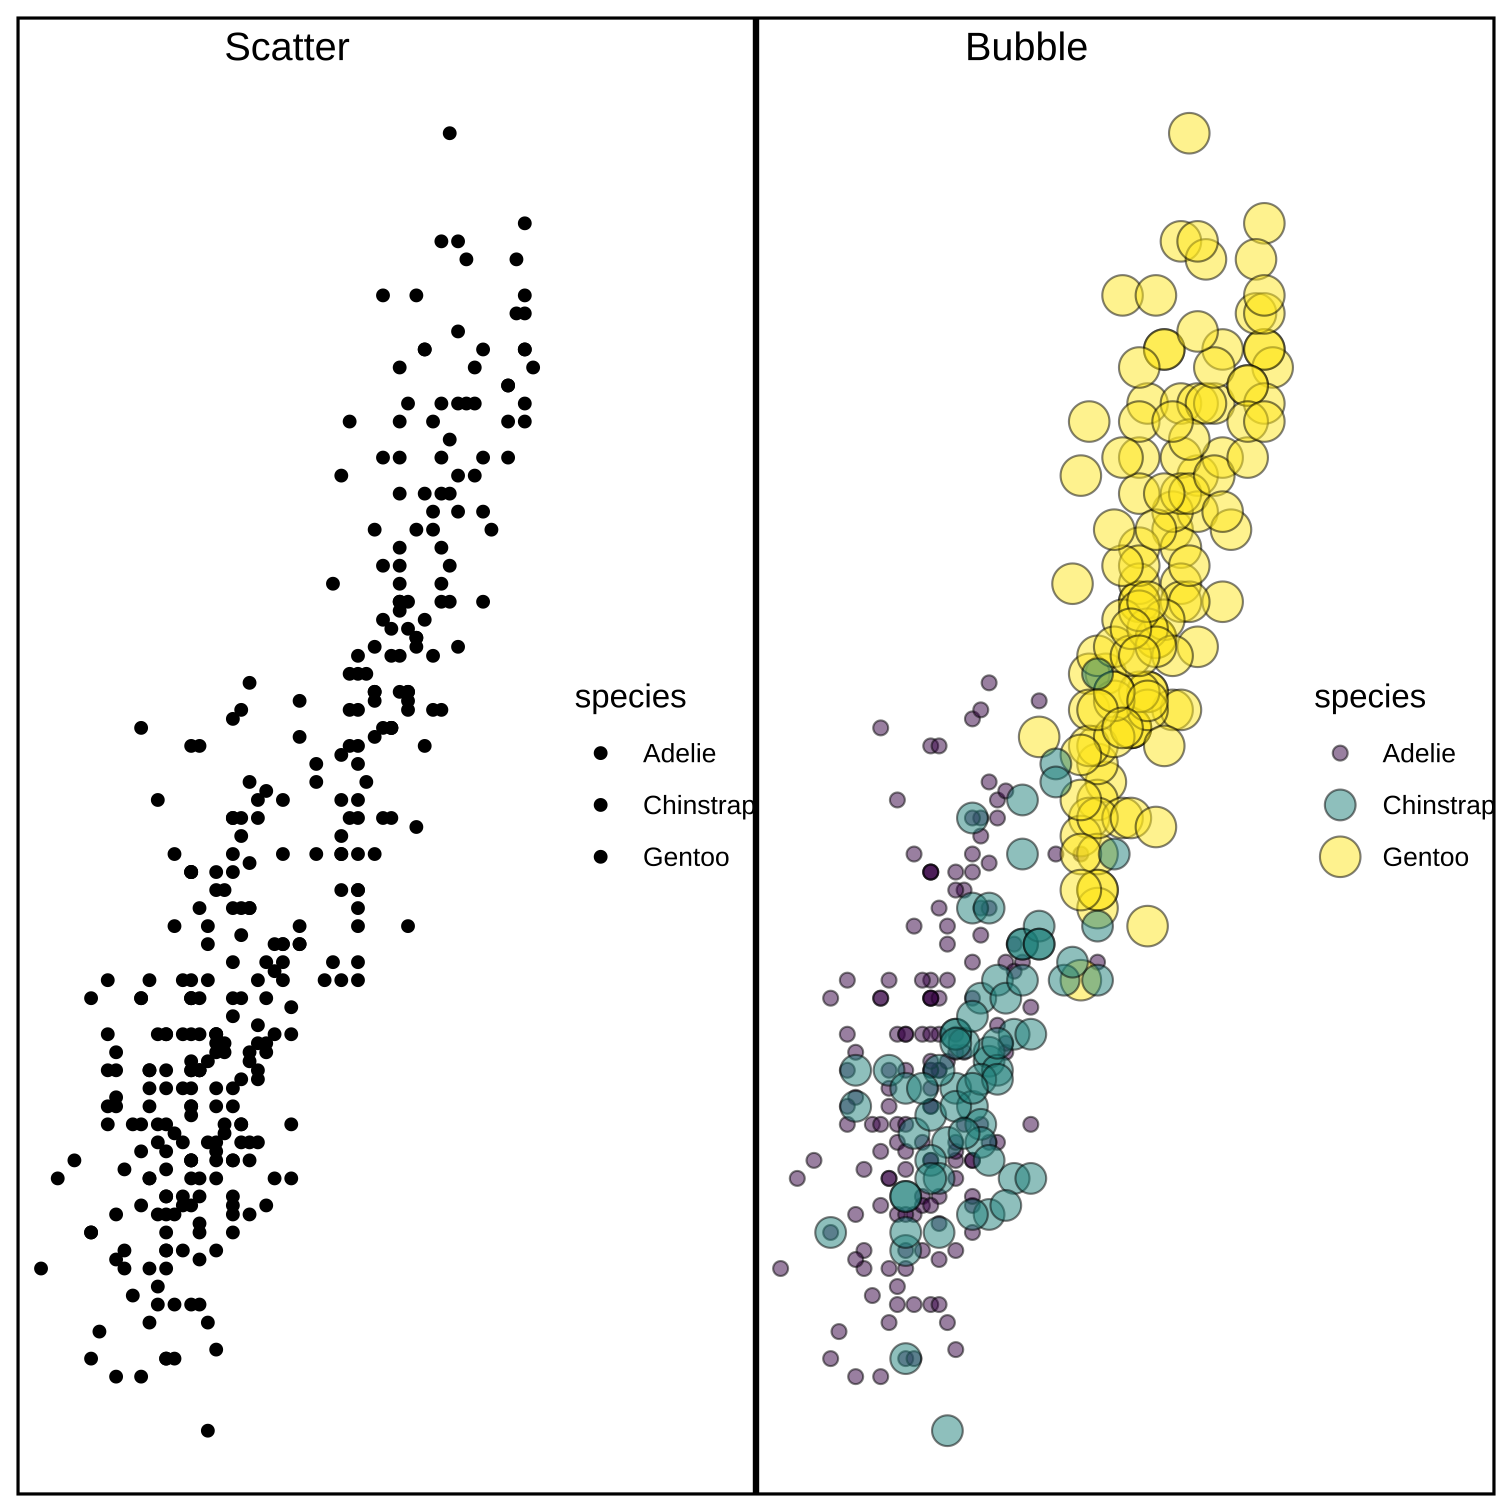 Scatter
species
Adelie
Chinstrap
Gentoo
Bubble
species
Adelie
Chinstrap
Gentoo